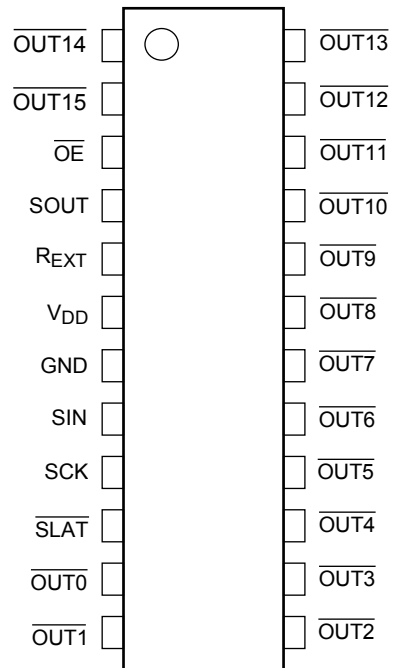 OUT14
OUT15
OE
SOUT
REXT
VDD
GND
SIN
SCK
SLAT
OUT0
OUT1
OUT13
OUT12
OUT11
OUT10
OUT9
OUT8
OUT7
OUT6
OUT5
OUT4
OUT3
OUT2